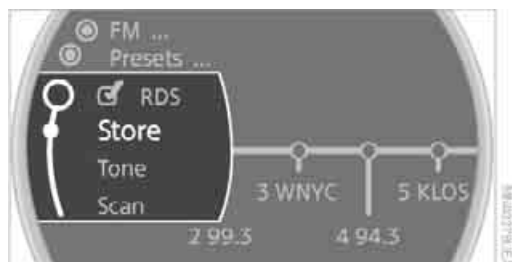 FM ...
Presets ...
RDS
Store
Tone
Scan
3 WNYC
5 KLOS
2 99.3
4 94.3